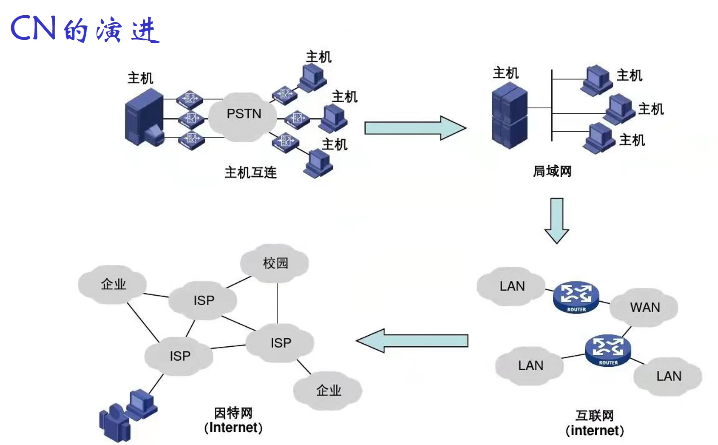 CN的演进
主机
主机
主机
主机
PSTN
主机互连
主机
主机
主机
主机
局域网
企业
校园
ISP
ISP
ISP
企业
因特网
(Internet)
LAN
ROUTER
WAN
ROUTER
LAN
LAN
互联网
(internet)